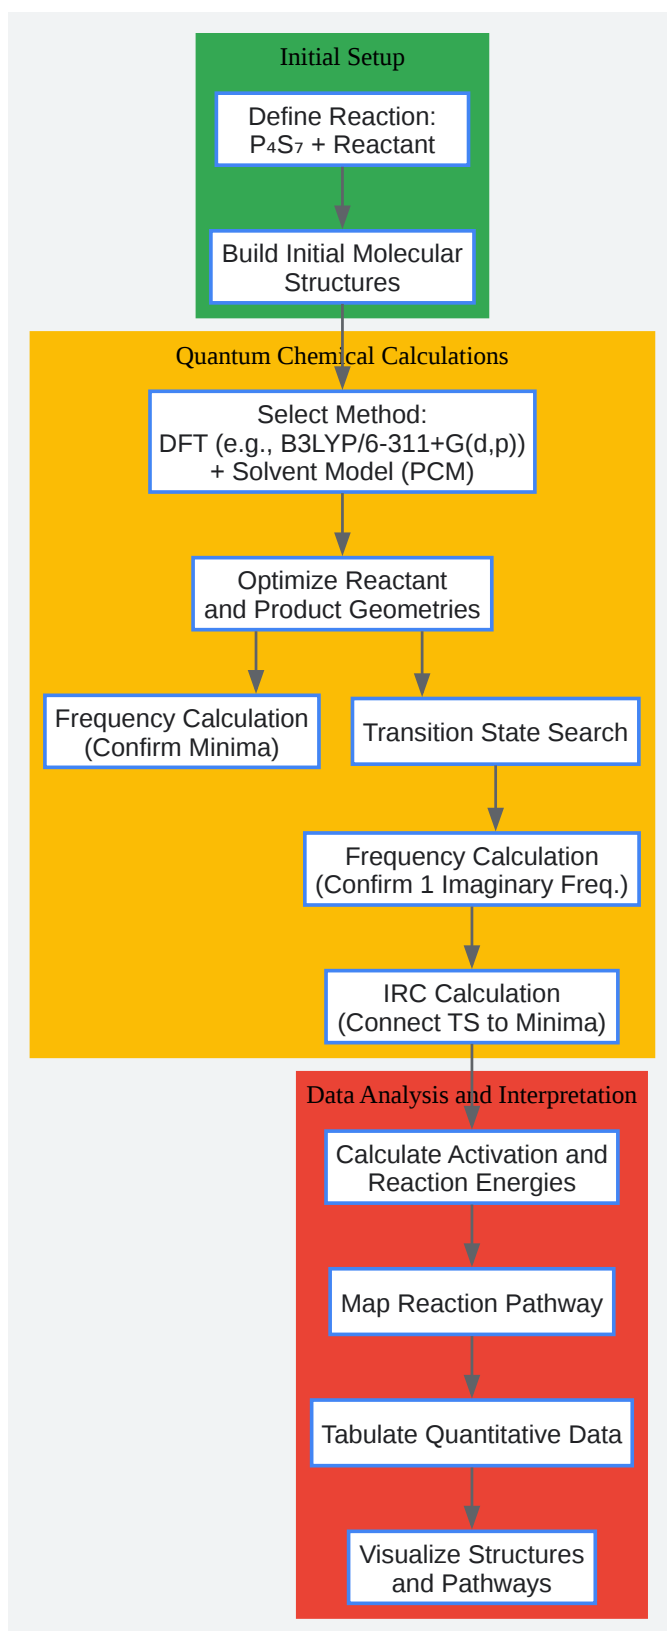 Initial Setup
Define Reaction:
P₄S₇ + Reactant
Build Initial Molecular
Structures
Quantum Chemical Calculations
Select Method:
DFT (e.g., B3LYP/6-311+G(d,p))
+ Solvent Model (PCM)
Optimize Reactant
and Product Geometries
Frequency Calculation
(Confirm Minima)
Transition State Search
Frequency Calculation
(Confirm 1 Imaginary Freq.)
IRC Calculation
(Connect TS to Minima)
Data Analysis and Interpretation
Calculate Activation and
Reaction Energies
Map Reaction Pathway
Tabulate Quantitative Data
Visualize Structures
and Pathways